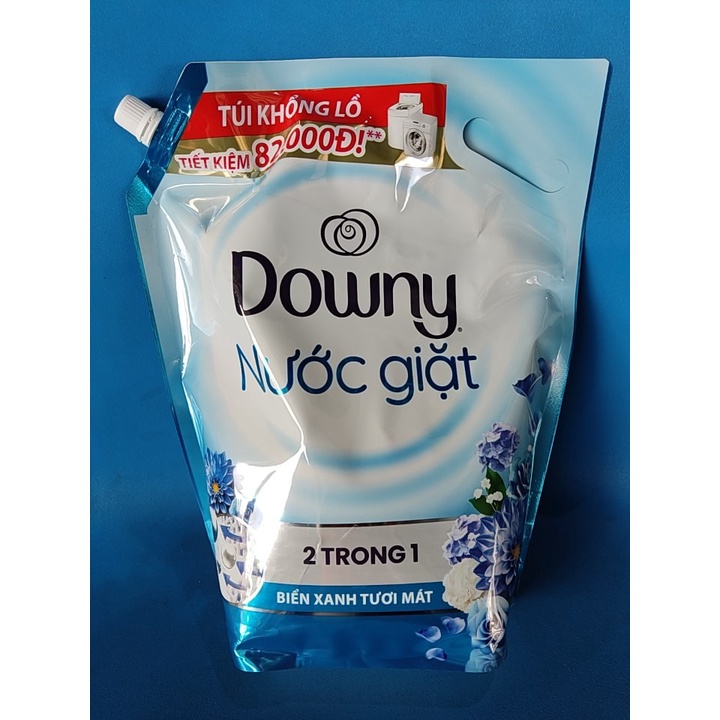 TÚI KHỔNG LỒ
TIẾT KIỆM 82.000Đ!**
Downy
Nước giặt
2 TRONG 1
BIỂN XANH TƯƠI MÁT